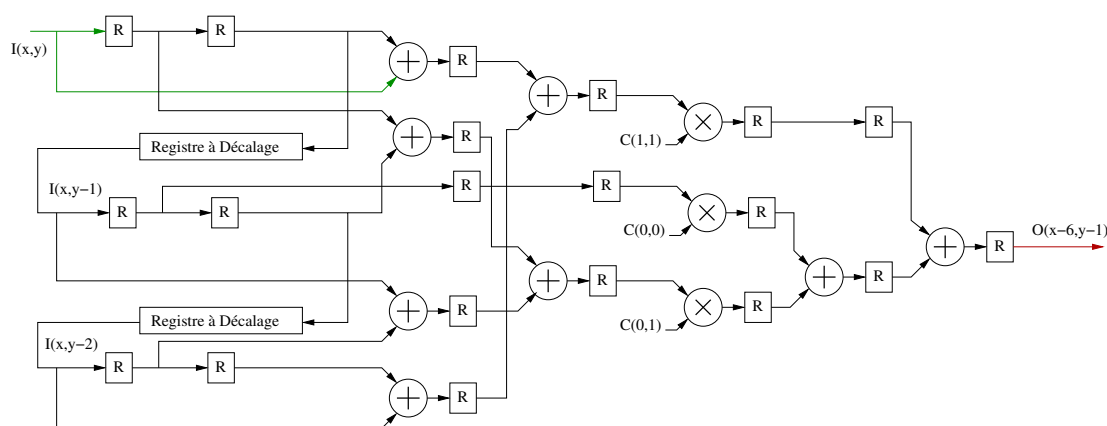 R R
I(x,y)
R
R
R
R R
C(1,1)
R
Registre à Décalage
I(x,y−1)
R R
R R
R
C(0,0)
O(x−6,y−1)
R
R
R
R
C(0,1)
R
Registre à Décalage
I(x,y−2)
R R
R